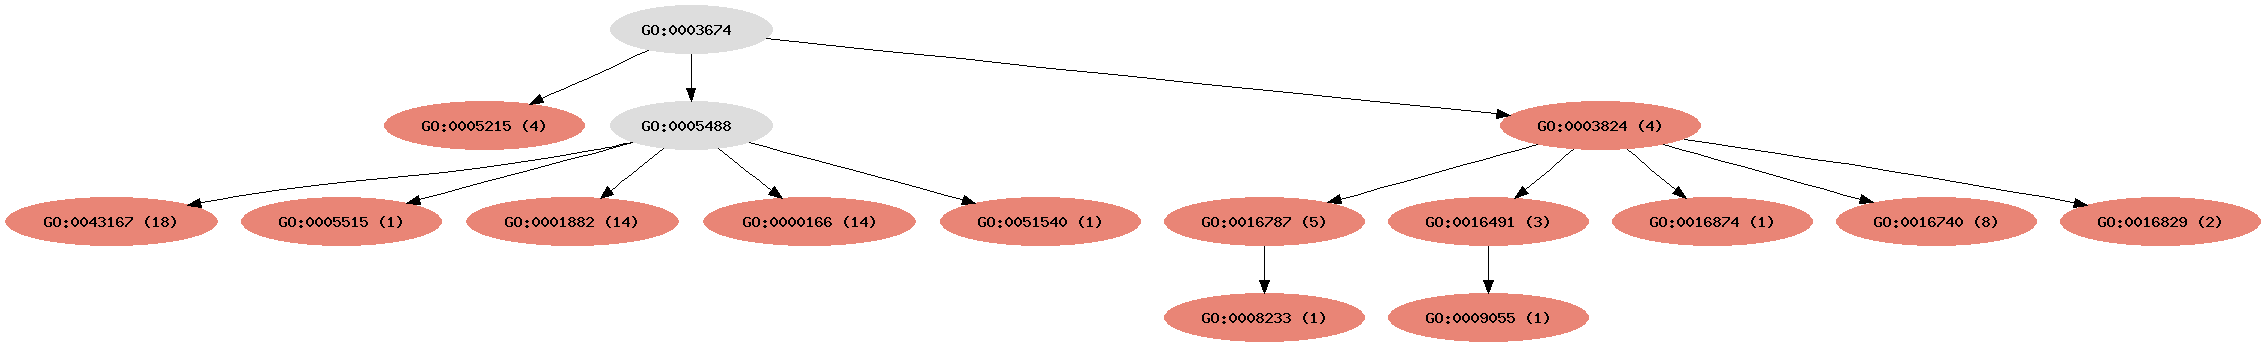 GO:0003674
GO:0005215 (4)
GO:0005488
GO:0003824 (4)
GO:0043167 (18)
GO:0005515 (1)
GO:0001882 (14)
GO:0000166 (14)
GO:0051540 (1)
GO:0016787 (5)
GO:0016491 (3)
GO:0016874 (1)
GO:0016740 (8)
GO:0016829 (2)
GO:0008233 (1)
GO:0009055 (1)